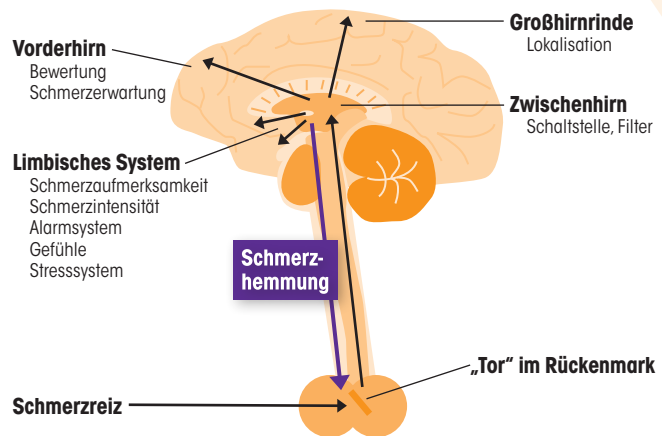 Vorderhirn
Bewertung
Schmerzerwartung
Großhirnrinde
Lokalisation
Zwischenhirn
Schaltstelle, Filter
Limbisches System
Schmerzaufmerksamkeit
Schmerzintensität
Alarmsystem
Gefühle
Stresssystem
Schmerz-
hemmung
„Tor“ im Rückenmark
Schmerzreiz